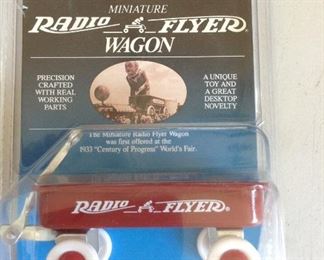 MINIATURE
RADIO FLYER®
WAGON
PRECISION
CRAFTED
WITH REAL
WORKING
PARTS
A UNIQUE
TOY AND
A GREAT
DESKTOP
NOVELTY
The Miniature Radio Flyer Wagon
was first offered at the
1933 "Century of Progress" World's Fair.
RADIO FLYER®